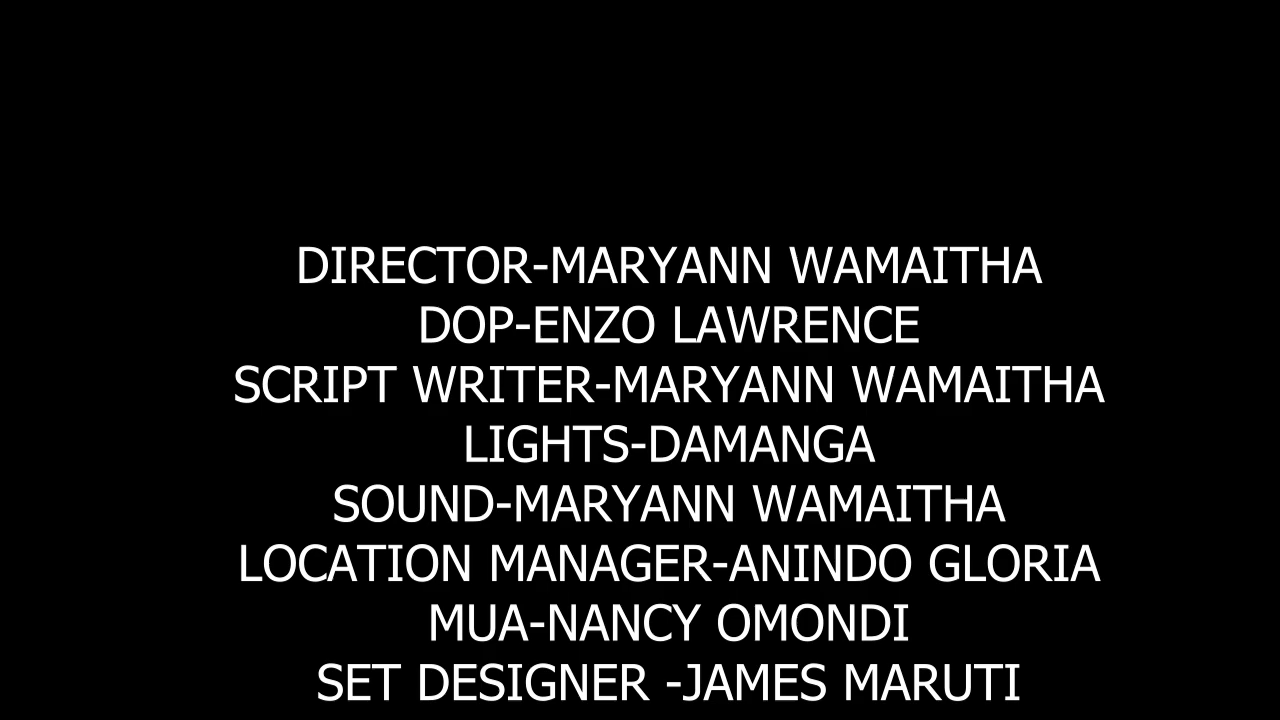 DIRECTOR-MARYANN WAMAITHA
DOP-ENZO LAWRENCE
SCRIPT WRITER-MARYANN WAMAITHA
LIGHTS-DAMANGA
SOUND-MARYANN WAMAITHA
LOCATION MANAGER-ANINDO GLORIA
MUA-NANCY OMONDI
SET DESIGNER -JAMES MARUTI